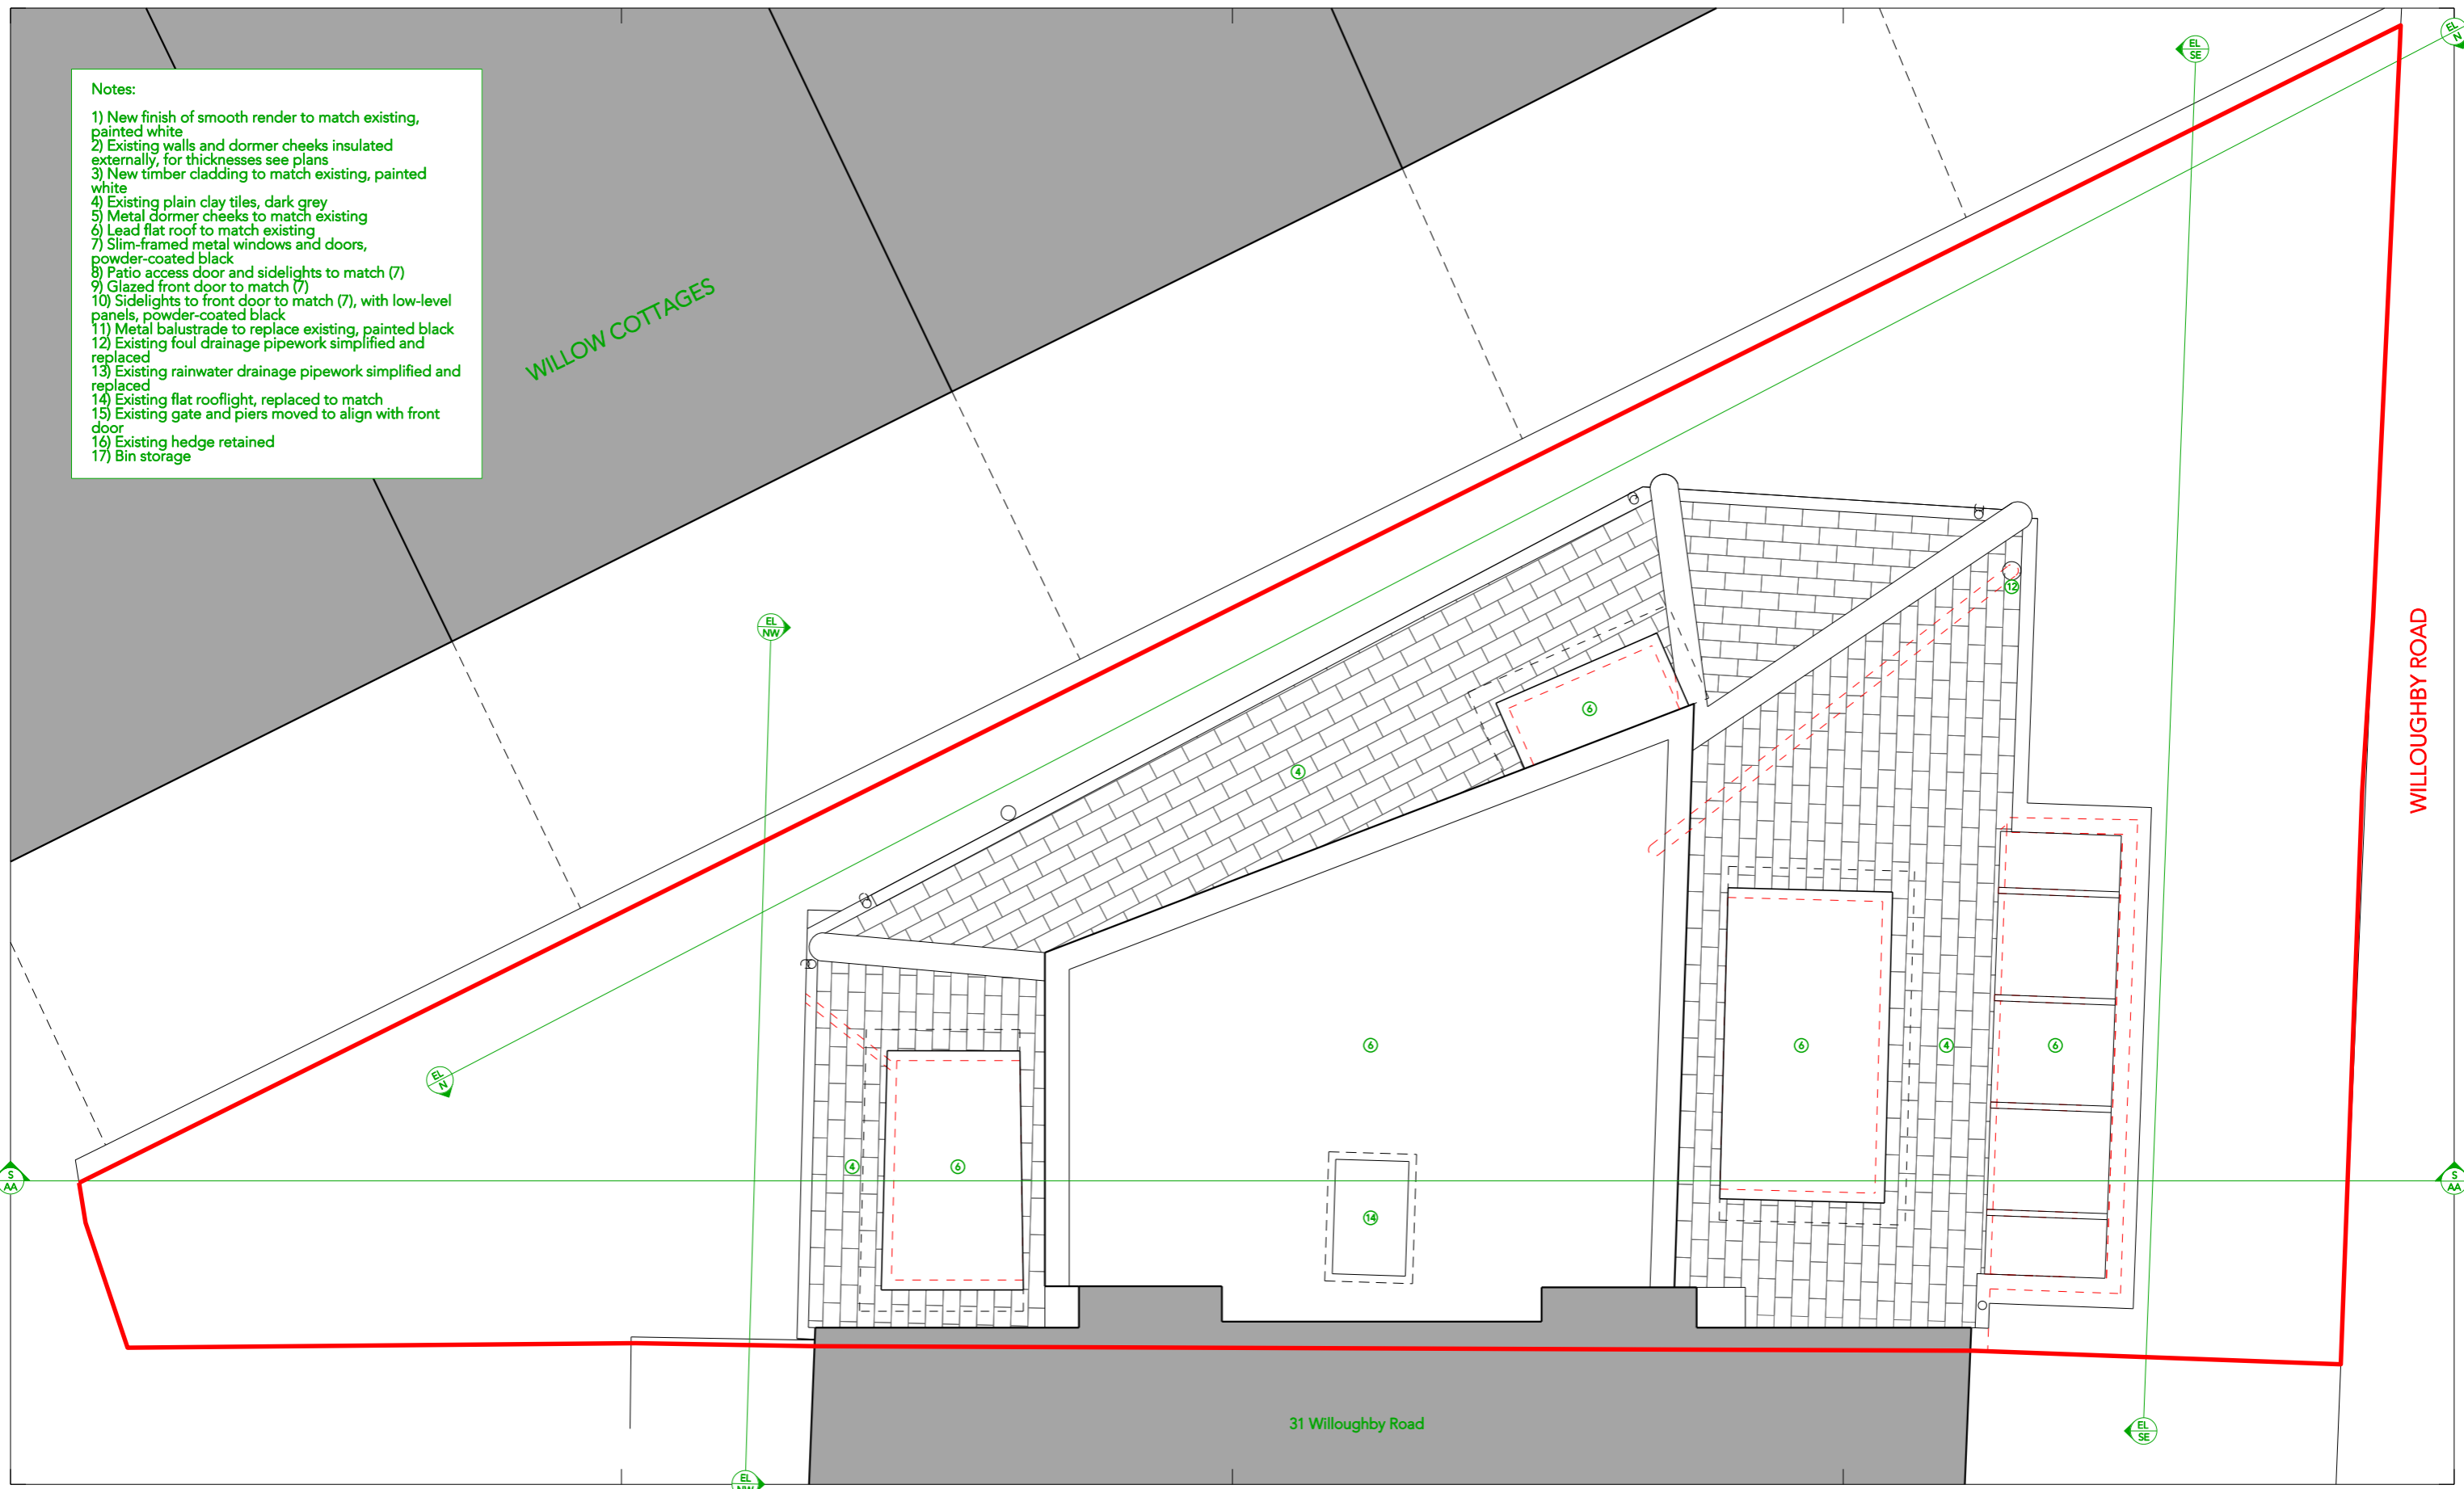 Notes:
1) New finish of smooth render to match existing,
painted white
2) Existing walls and dormer cheeks insulated
externally, for thicknesses see plans
3) New timber cladding to match existing, painted
white
4) Existing plain clay tiles, dark grey
5) Metal dormer cheeks to match existing
6) Lead flat roof to match existing
7) Slim-framed metal windows and doors,
powder-coated black
8) Patio access door and sidelights to match (7)
9) Glazed front door to match (7)
10) Sidelights to front door to match (7), with low-level
panels, powder-coated black
11) Metal balustrade to replace existing, painted black
12) Existing foul drainage pipework simplified and
replaced
13) Existing rainwater drainage pipework simplified and
replaced
14) Existing flat rooflight, replaced to match
15) Existing gate and piers moved to align with front
door
16) Existing hedge retained
17) Bin storage
EL
N
EL
SE
WILLOW COTTAGES
EL
NW
12
WILLOUGHBY ROAD
6
4
6
6
4
6
EL
N
4
6
S
AA
S
AA
14
31 Willoughby Road
EL
SE
EL
NW